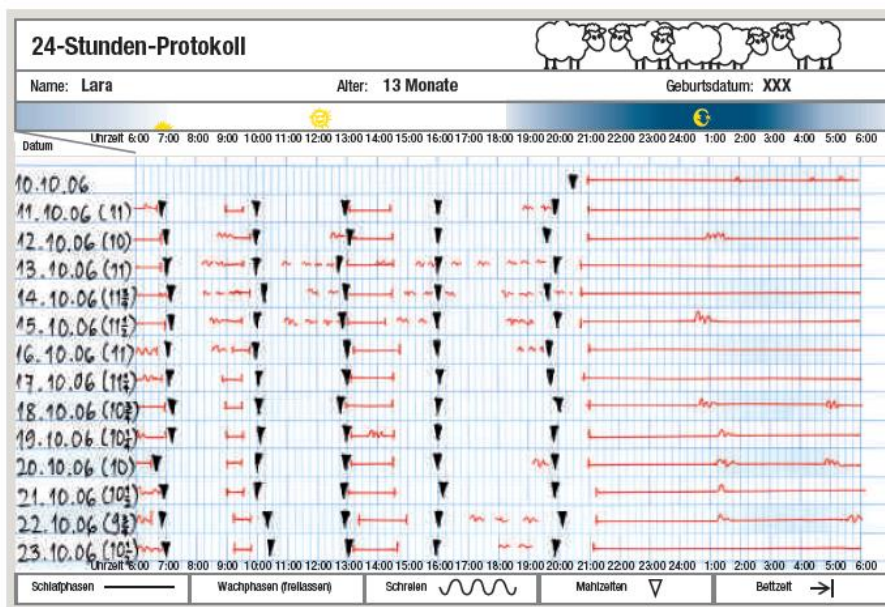 24-Stunden-Protokoll
Name: Lara Alter: 13 Monate Geburtsdatum: XXX
Uhrzeit 6:00 7:00 8:00 9:00 10:00 11:00 12:00 13:00 14:00 15:00 16:00 17:00 18:00 19:00 20:00 21:00 22:00 23:00 24:00 1:00 2:00 3:00 4:00 5:00 6:00
Datum
10.10.06
11.10.06 (11)
12.10.06 (10)
13.10.06 (11)
14.10.06 (11¾)
15.10.06 (11½)
16.10.06 (11)
17.10.06 (11¼)
18.10.06 (10¾)
19.10.06 (10¼)
20.10.06 (10)
21.10.06 (10½)
22.10.06 (9¾)
23.10.06 (10½)
Uhrzeit 6:00 7:00 8:00 9:00 10:00 11:00 12:00 13:00 14:00 15:00 16:00 17:00 18:00 19:00 20:00 21:00 22:00 23:00 24:00 1:00 2:00 3:00 4:00 5:00 6:00
Schlafphasen Wachphasen (freilassen) Schreien Mahlzeiten Bettzeit